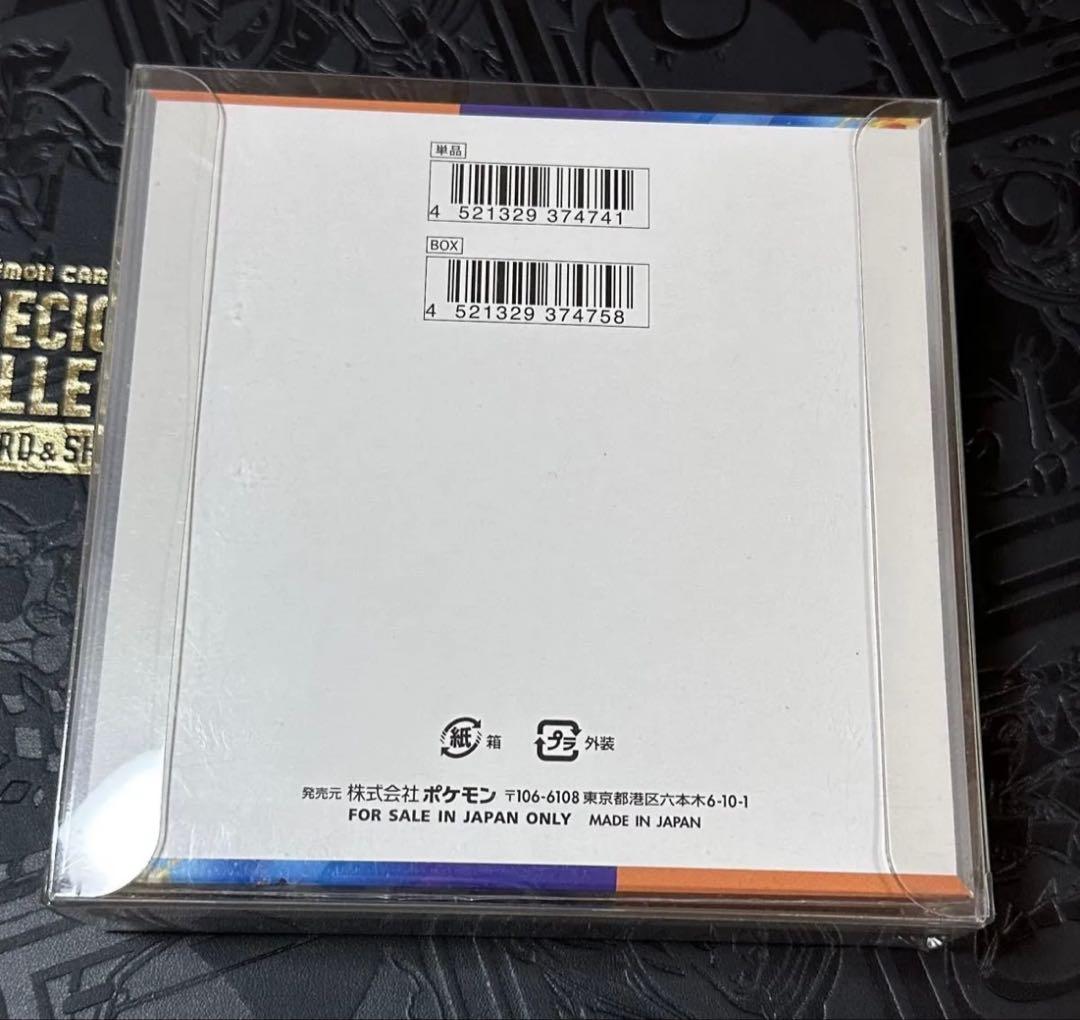 単品
4 521329 374741
BOX
4 521329 374758
紙 箱 プラ 外装
発売元 株式会社 ポケモン 〒106-6108 東京都港区六本木6-10-1
FOR SALE IN JAPAN ONLY MADE IN JAPAN